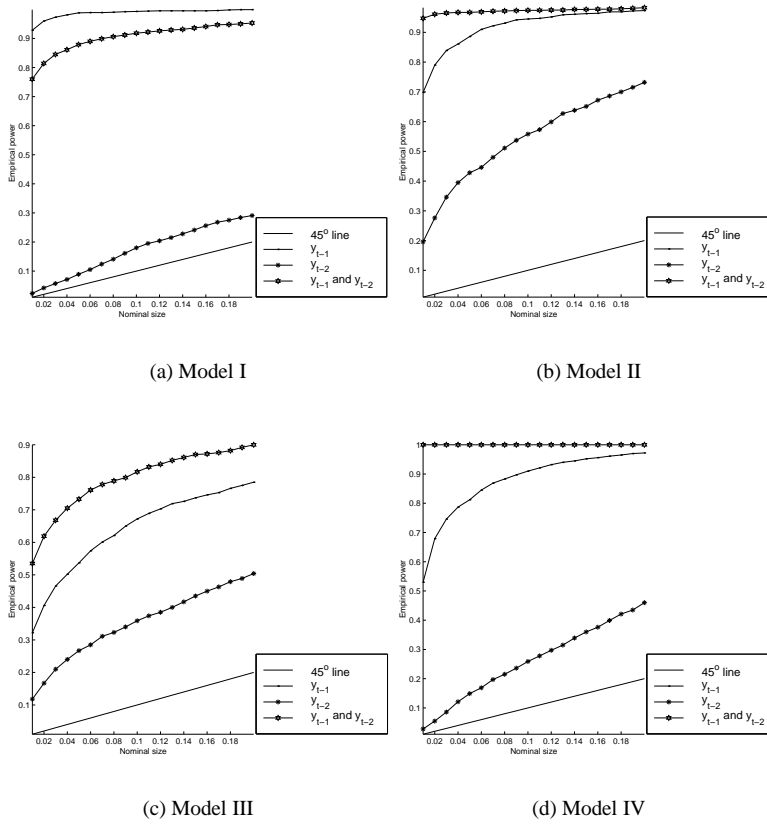 0.9
0.8
0.7
0.6
0.5
0.4
0.3
0.2
0.1
Empirical power
0.02 0.04 0.06 0.08 0.1 0.12 0.14 0.16 0.18
Nominal size
45° line
y_{t−1}
y_{t−2}
y_{t−1} and y_{t−2}
(a) Model I
1
0.9
0.8
0.7
0.6
0.5
0.4
0.3
0.2
0.1
Empirical power
0.02 0.04 0.06 0.08 0.1 0.12 0.14 0.16 0.18
Nominal size
45° line
y_{t−1}
y_{t−2}
y_{t−1} and y_{t−2}
(b) Model II
0.9
0.8
0.7
0.6
0.5
0.4
0.3
0.2
0.1
Empirical power
0.02 0.04 0.06 0.08 0.1 0.12 0.14 0.16 0.18
Nominal size
45° line
y_{t−1}
y_{t−2}
y_{t−1} and y_{t−2}
(c) Model III
1
0.9
0.8
0.7
0.6
0.5
0.4
0.3
0.2
0.1
Empirical power
0.02 0.04 0.06 0.08 0.1 0.12 0.14 0.16 0.18
Nominal size
45° line
y_{t−1}
y_{t−2}
y_{t−1} and y_{t−2}
(d) Model IV